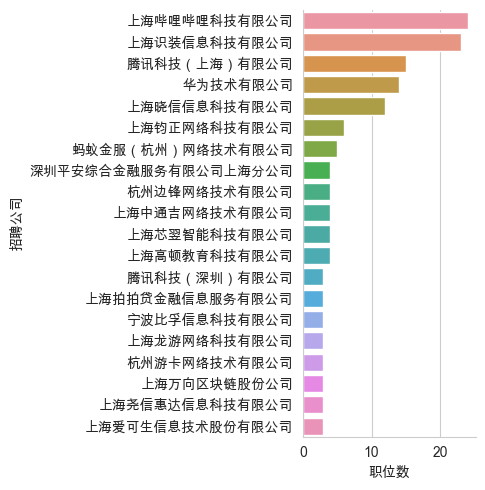 上海哔哩哔哩科技有限公司
上海识装信息科技有限公司
腾讯科技（上海）有限公司
华为技术有限公司
上海晓信信息科技有限公司
上海钧正网络科技有限公司
蚂蚁金服（杭州）网络技术有限公司
深圳平安综合金融服务有限公司上海分公司
杭州边锋网络技术有限公司
上海中通吉网络技术有限公司
上海芯翌智能科技有限公司
上海高顿教育科技有限公司
腾讯科技（深圳）有限公司
上海拍拍贷金融信息服务有限公司
宁波比孚信息科技有限公司
上海龙游网络科技有限公司
杭州游卡网络技术有限公司
上海万向区块链股份公司
上海尧信惠达信息科技有限公司
上海爱可生信息技术股份有限公司
招聘公司
0 10 20
职位数